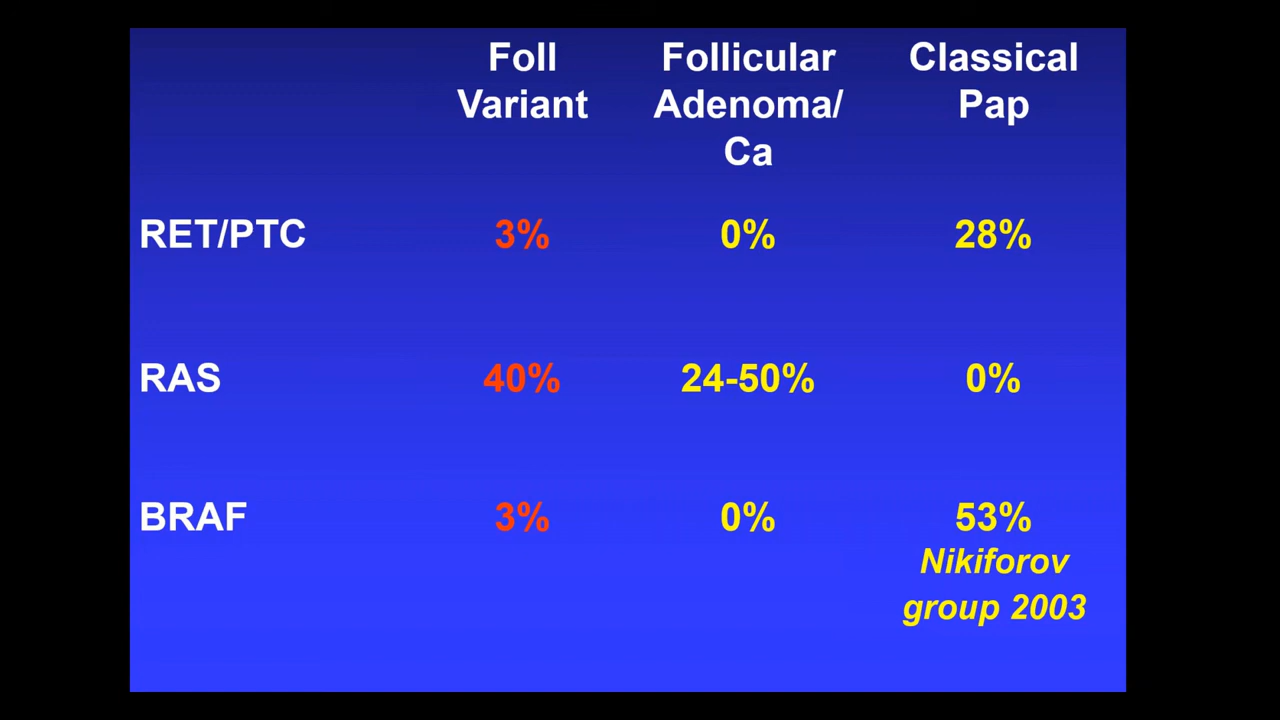 Foll Variant
Follicular Adenoma/ Ca
Classical Pap
RET/PTC 3% 0% 28%
RAS 40% 24-50% 0%
BRAF 3% 0% 53%
Nikiforov
group 2003